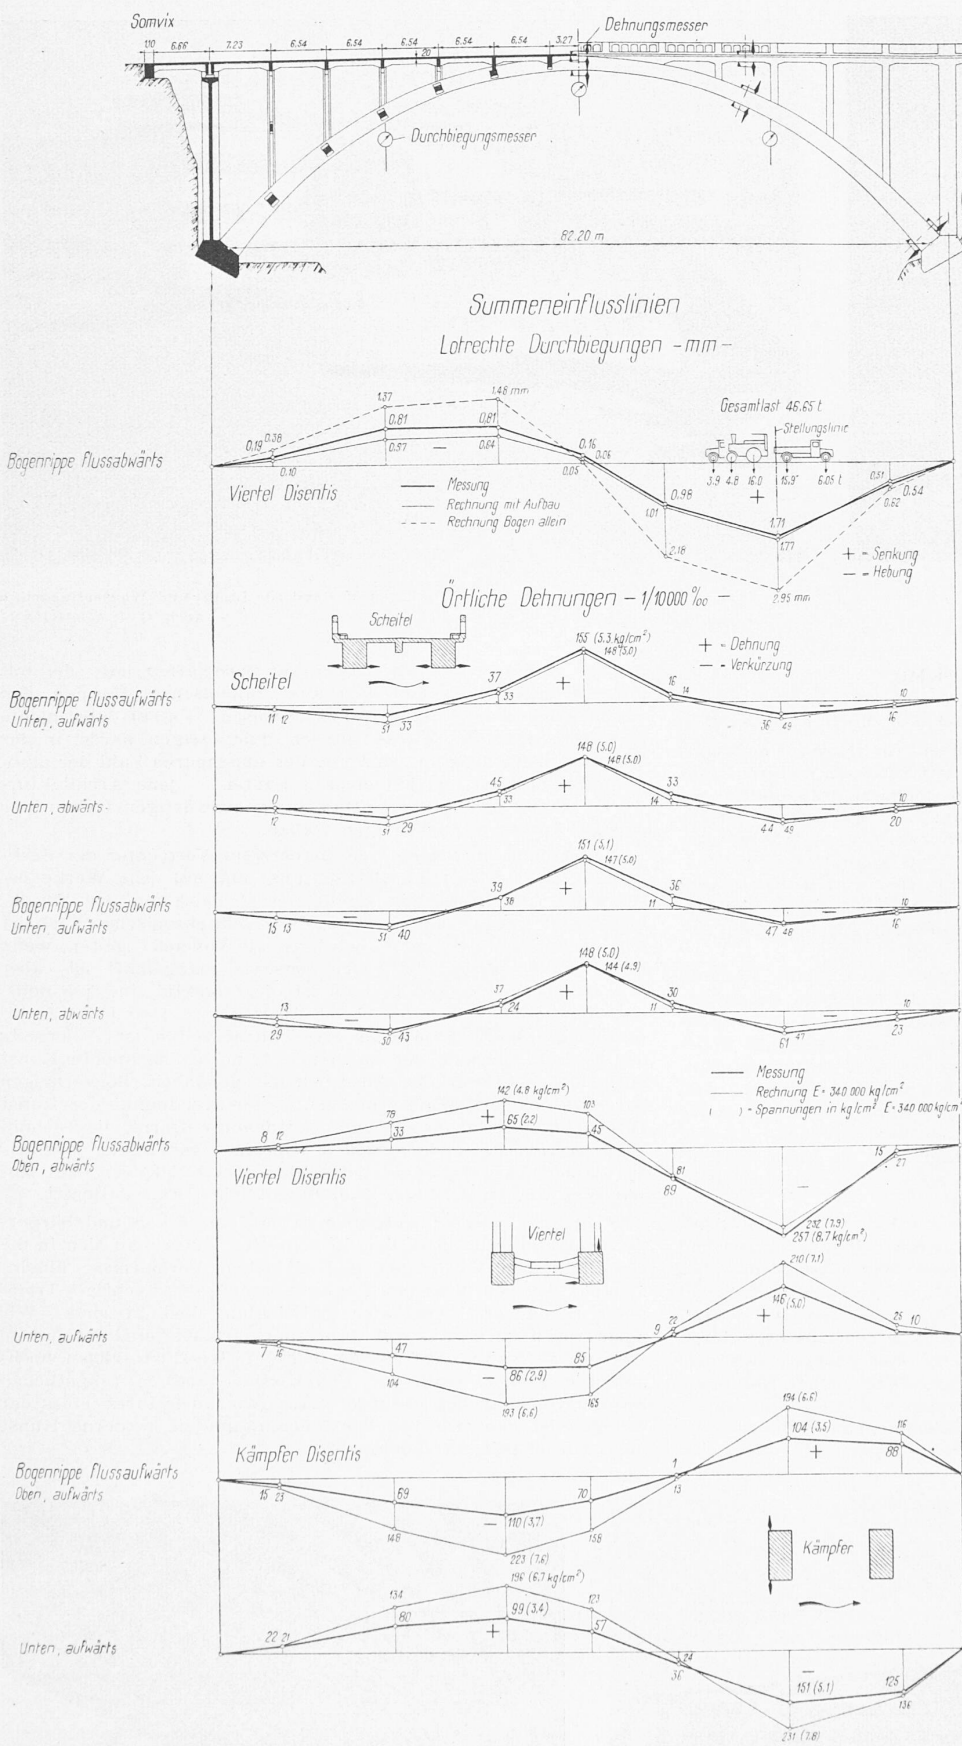 Somvix
Dehnungsmesser
1.10 6.66 7.23 6.54 6.54 6.54 6.54 6.54 3.27
20
Durchbiegungsmesser
82.20 m
Summeneinflusslinien
Lotrechte Durchbiegungen - mm -
1.37 1.48 mm
Gesamtlast 46.65 t
Stellungslinie
0.19 0.38 0.81 0.81 0.16
0.10 0.57 0.64 0.06
0.05
Bogenrippe flussabwärts
3.9 4.8 16.0 15.9 6.05 t
0.51 0.54
0.62
Viertel Disentis
Messung
Rechnung mit Aufbau
Rechnung Bogen allein
0.98
1.01
+
1.71
1.77
2.18
2.95 mm
+ = Senkung
— = Hebung
Örtliche Dehnungen - 1/10000 ‰ -
Scheitel
155 (5.3 kg/cm²)
148 (5.0)
+ = Dehnung
— = Verkürzung
Scheitel
Bogenrippe flussaufwärts
Unten, aufwärts
11 12 51 33 37 33 + 16 14 36 49 10 16
148 (5.0)
148 (5.0)
Unten, abwärts
0 12 51 29 45 33 + 33 14 44 49 10 20
151 (5.1)
147 (5.0)
Bogenrippe flussabwärts
Unten aufwärts
15 13 51 40 39 38 + 36 11 47 48 10 16
148 (5.0)
144 (4.9)
Unten, abwärts
13 29 50 43 37 24 + 30 11 61 47 10 23
Messung
Rechnung E= 340 000 kg/cm²
( ) = Spannungen in kg/cm² E= 340 000 kg/cm²
142 (4.8 kg/cm²)
Bogenrippe flussabwärts
Oben, abwärts
8 12 79 33 + 65 (2.2) 103 45 81 89 15 27
232 (7.9)
257 (8.7 kg/cm²)
Viertel Disentis
Viertel
210 (7.1)
Unten, aufwärts
7 16 47 104 86 (2.9) 85 9 22 146 (5.0) + 25 10
193 (6.6) 165
Kämpfer Disentis
194 (6.6)
104 (3.5) 116
+ 88
Bogenrippe flussaufwärts
Oben, aufwärts
15 23 69 148 110 (3.7) 70 158 1 13
223 (7.6)
Kämpfer
196 (6.7 kg/cm²)
134 123
80 99 (3.4) 57
Unten, aufwärts
22 21 + 24 36
151 (5.1) 125
136
231 (7.8)